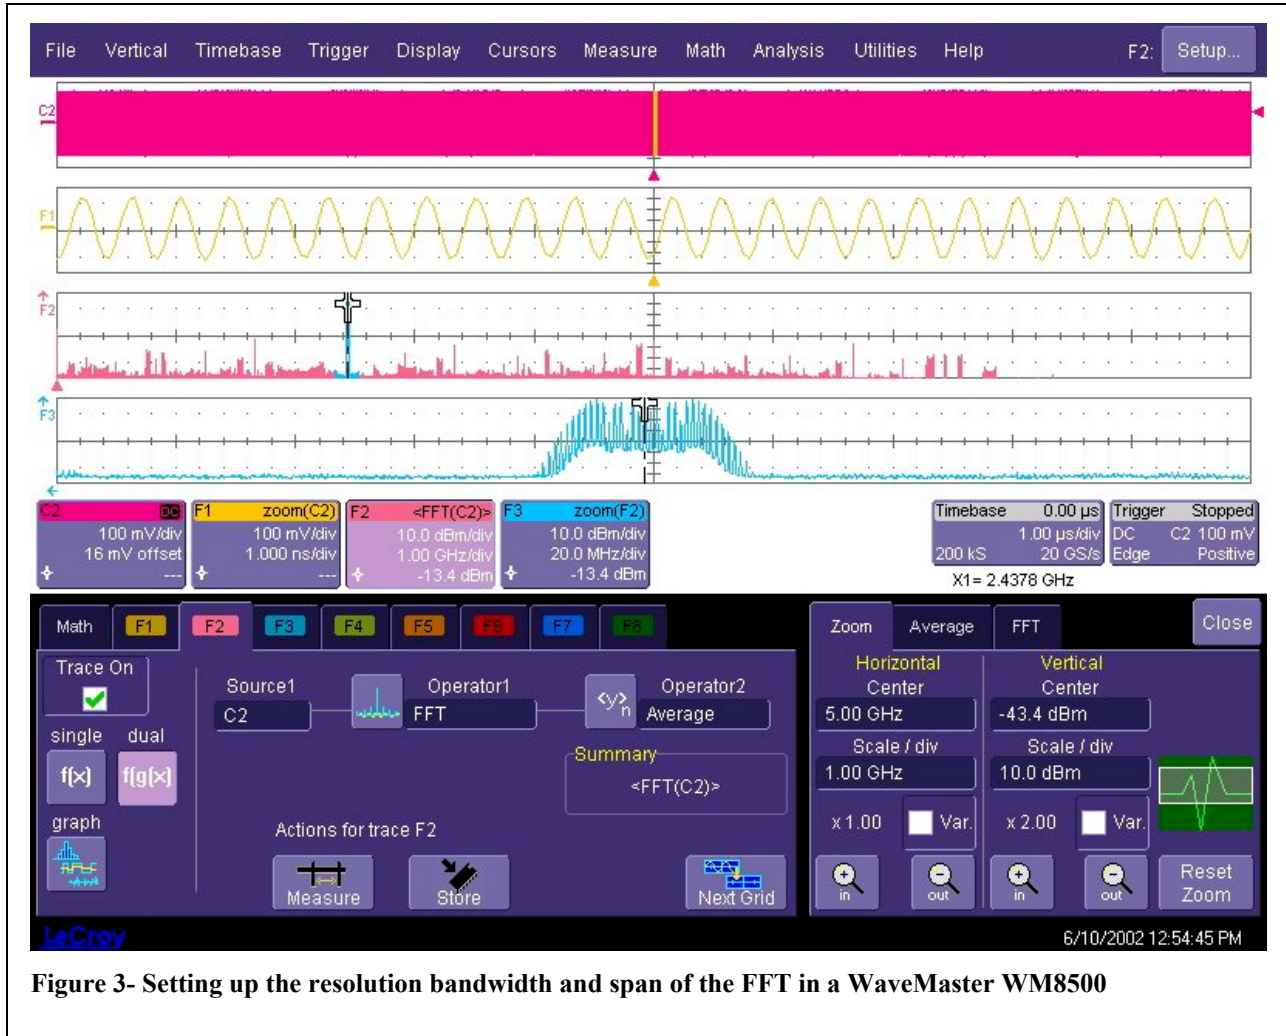 File Vertical Timebase Trigger Display Cursors Measure Math Analysis Utilities Help F2: Setup...
C2
F1
F2
F3
C2 DC
100 mV/div
16 mV offset
---
F1 zoom(C2)
100 mV/div
1.000 ns/div
---
F2 <FFT(C2)>
10.0 dBm/div
1.00 GHz/div
-13.4 dBm
F3 zoom(F2)
10.0 dBm/div
20.0 MHz/div
-13.4 dBm
Timebase 0.00 µs
1.00 µs/div
200 kS 20 GS/s
Trigger Stopped
DC C2 100 mV
Edge Positive
X1= 2.4378 GHz
Math F1 F2 F3 F4 F5 F6 F7 F8
Zoom Average FFT Close
Trace On
single dual
f(x) f(g(x)
graph
Source1
C2
Operator1
FFT
<y>n
Operator2
Average
Summary
<FFT(C2)>
Actions for trace F2
Measure
Store
Next Grid
Horizontal
Center
5.00 GHz
Scale / div
1.00 GHz
x 1.00 Var.
in out
Vertical
Center
-43.4 dBm
Scale / div
10.0 dBm
x 2.00 Var.
in out
Reset
Zoom
LeCroy
6/10/2002 12:54:45 PM
Figure 3- Setting up the resolution bandwidth and span of the FFT in a WaveMaster WM8500